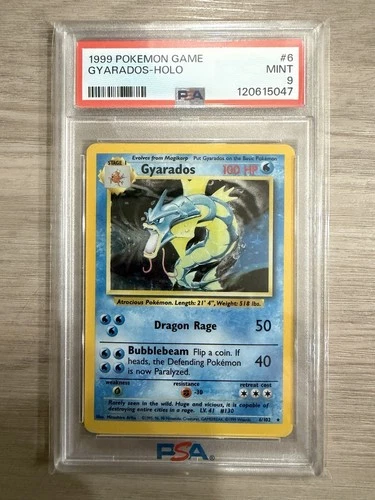 1999 POKEMON GAME #6
GYARADOS-HOLO MINT
9
PSA 120615047
STAGE 1
Evolves from Magikarp Put Gyarados on the Basic Pokémon
Gyarados 100 HP
Atrocious Pokémon. Length: 21' 4", Weight: 518 lbs.
Dragon Rage 50
Bubblebeam Flip a coin. If
heads, the Defending Pokémon
is now Paralyzed.
40
weakness resistance retreat cost
-30
Rarely seen in the wild. Huge and vicious, it is capable of
destroying entire cities in a rage. LV. 41 #130
6/102
PSA